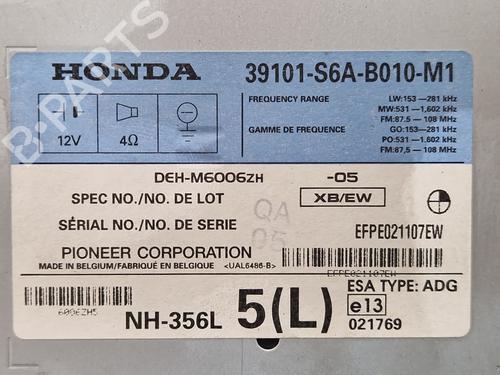 HONDA 39101-S6A-B010-M1
FREQUENCY RANGE LW:153 — 281 kHz
MW:531 — 1,602 kHz
FM:87.5 — 108 MHz
GAMME DE FREQUENCE GO:153 — 281 kHz
PO:531 — 1,602 kHz
FM:87,5 — 108 MHz
12V 4Ω
DEH-M6006ZH -05
SPEC NO./NO. DE LOT XB/EW
QA
05
SERIAL NO./NO. DE SERIE EFPE021107EW
PIONEER CORPORATION
MADE IN BELGIUM/FABRIQUÉ EN BELGIQUE <UAL6486-B>
EFPE021107EW
6006ZH5
NH-356L 5(L)
ESA TYPE: ADG
e13
021769
B-PARTS